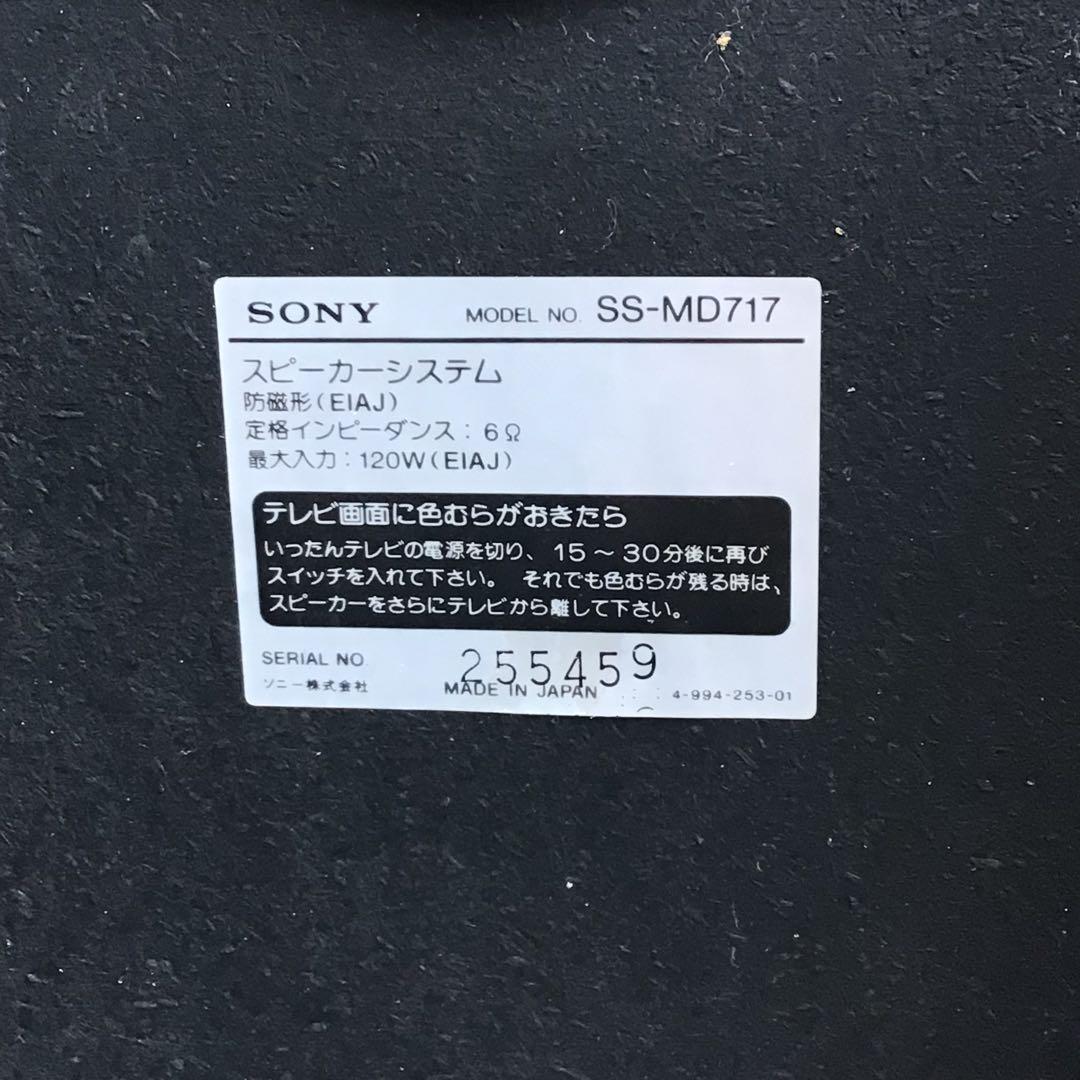 SONY MODEL NO. SS-MD717
スピーカーシステム
防磁形(EIAJ)
定格インピーダンス：6Ω
最大入力：120W(EIAJ)
テレビ画面に色むらがおきたら
いったんテレビの電源を切り、15～30分後に再び
スイッチを入れて下さい。 それでも色むらが残る時は、
スピーカーをさらにテレビから離して下さい。
SERIAL NO. 255459
ソニー株式会社 MADE IN JAPAN 4-994-253-01